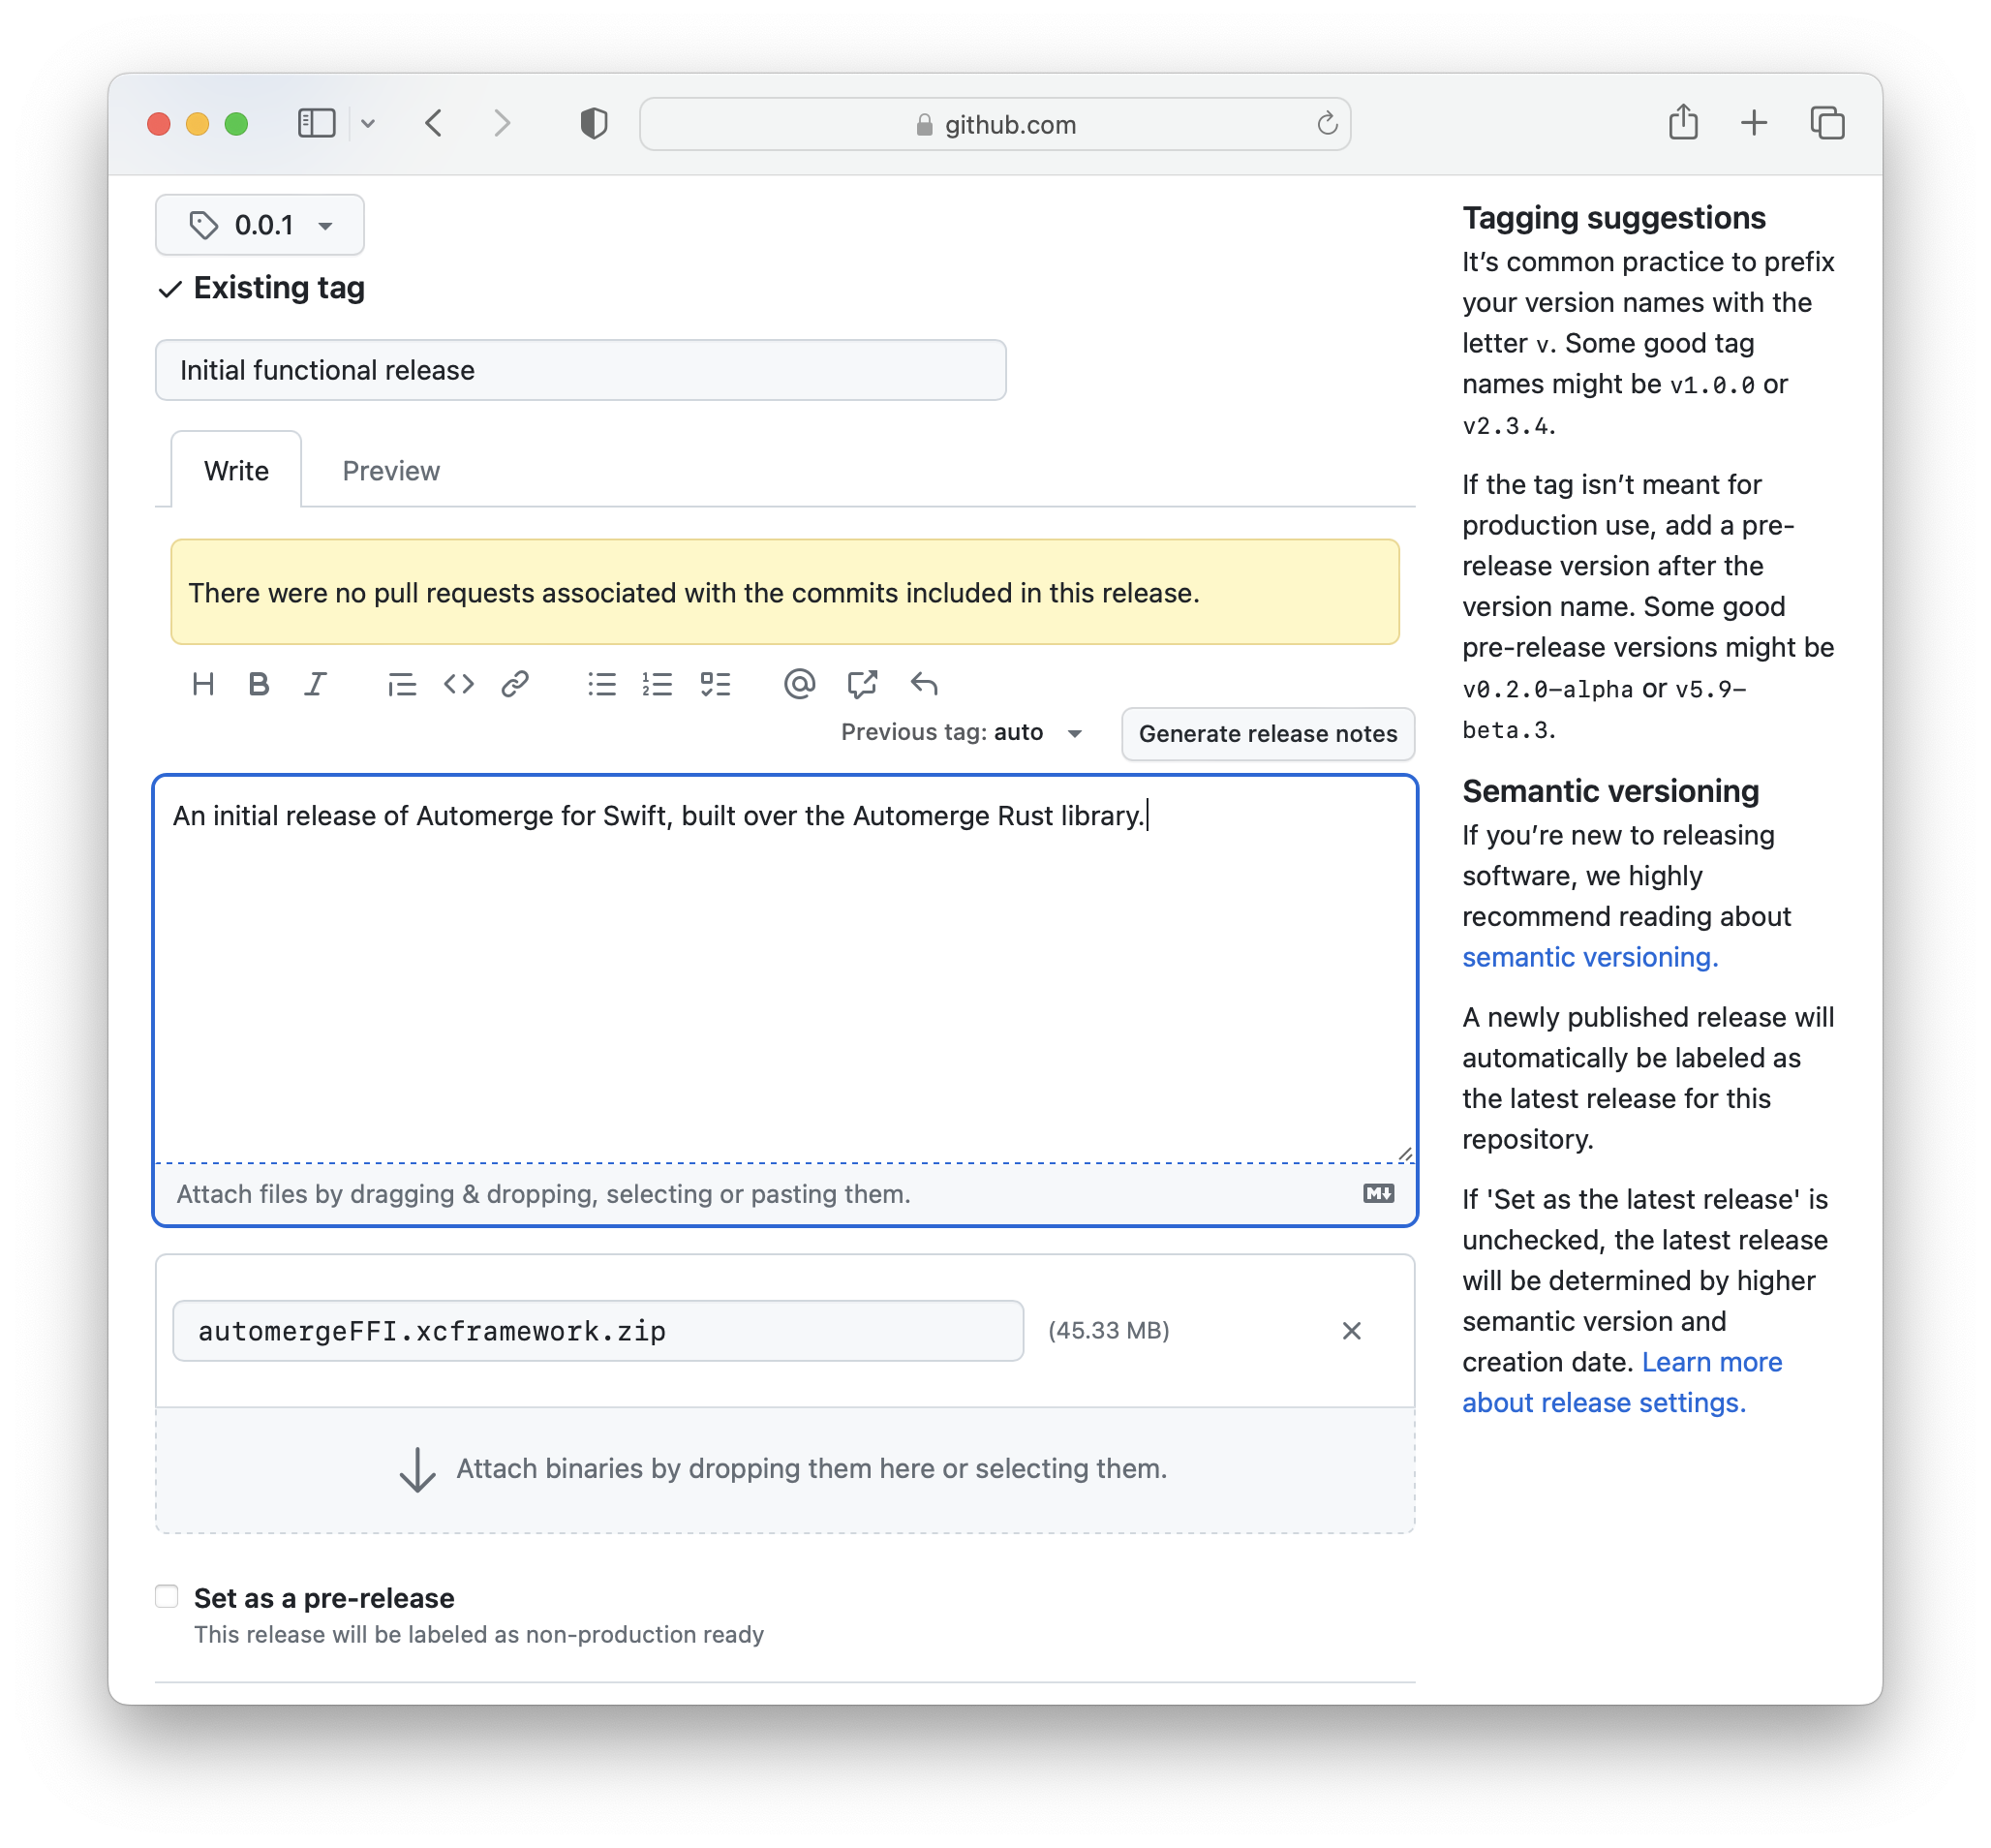 github.com
0.0.1
Existing tag
Initial functional release
Write
Preview
There were no pull requests associated with the commits included in this release.
Previous tag: auto
Generate release notes
An initial release of Automerge for Swift, built over the Automerge Rust library.
Attach files by dragging & dropping, selecting or pasting them.
automergeFFI.xcframework.zip
(45.33 MB)
Attach binaries by dropping them here or selecting them.
Set as a pre-release
This release will be labeled as non-production ready
Tagging suggestions
It’s common practice to prefix
your version names with the
letter v. Some good tag
names might be v1.0.0 or
v2.3.4.
If the tag isn’t meant for
production use, add a pre-
release version after the
version name. Some good
pre-release versions might be
v0.2.0-alpha or v5.9-
beta.3.
Semantic versioning
If you’re new to releasing
software, we highly
recommend reading about
semantic versioning.
A newly published release will
automatically be labeled as
the latest release for this
repository.
If 'Set as the latest release' is
unchecked, the latest release
will be determined by higher
semantic version and
creation date. Learn more
about release settings.